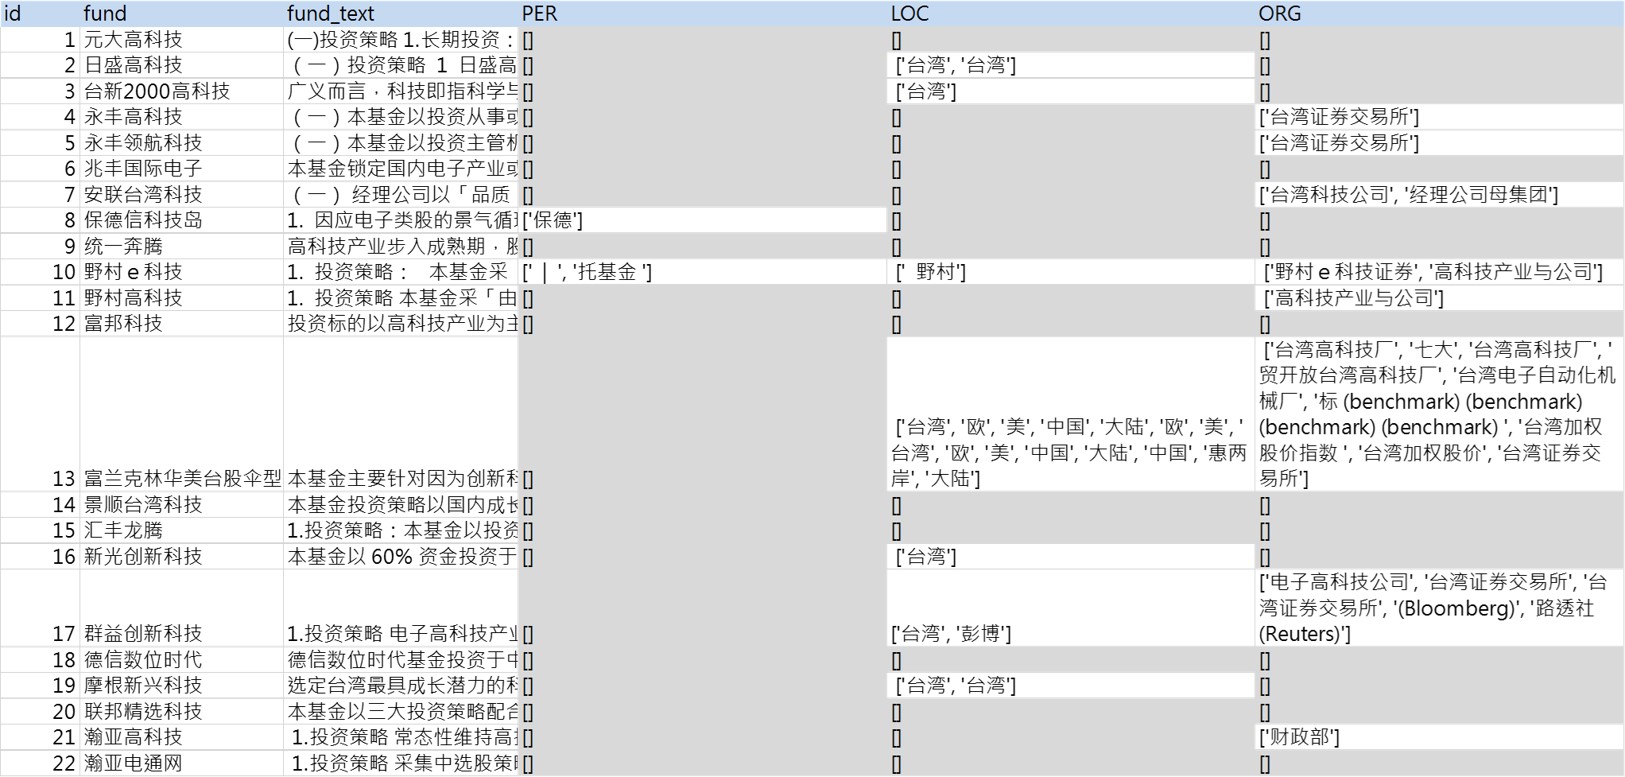 id fund fund_text PER LOC ORG
1 元大高科技 (一)投资策略 1.长期投资： [] [] []
2 日盛高科技 （一）投资策略 1 日盛高 [] ['台湾', '台湾'] []
3 台新2000高科技 广义而言，科技即指科学与 [] ['台湾'] []
4 永丰高科技 （一）本基金以投资从事或 [] [] ['台湾证券交易所']
5 永丰领航科技 （一）本基金以投资主管机 [] [] ['台湾证券交易所']
6 兆丰国际电子 本基金锁定国内电子产业或 [] [] []
7 安联台湾科技 （一） 经理公司以「品质 [] [] ['台湾科技公司', '经理公司母集团']
8 保德信科技岛 1. 因应电子类股的景气循 ['保德'] [] []
9 统一奔腾 高科技产业步入成熟期，股 [] [] []
10 野村ｅ科技 1. 投资策略： 本基金采 [' | ', '托基金 '] [' 野村'] ['野村ｅ科技证券', '高科技产业与公司']
11 野村高科技 1. 投资策略 本基金采「由 [] [] ['高科技产业与公司']
12 富邦科技 投资标的以高科技产业为主 [] [] []
['台湾高科技厂', '七大', '台湾高科技厂', '
贸开放台湾高科技厂', '台湾电子自动化机
械厂', '标 (benchmark) (benchmark)
['台湾', '欧', '美', '中国', '大陆', '欧', '美', ' (benchmark) (benchmark) ', '台湾加权
台湾', '欧', '美', '中国', '大陆', '中国', '惠两 股价指数 ', '台湾加权股价', '台湾证券交
13 富兰克林华美台股伞型 本基金主要针对因为创新科 [] 岸', '大陆'] 易所']
14 景顺台湾科技 本基金投资策略以国内成长 [] [] []
15 汇丰龙腾 1.投资策略：本基金以投资 [] [] []
16 新光创新科技 本基金以 60% 资金投资于 [] ['台湾'] []
['电子高科技公司', '台湾证券交易所', '台
湾证券交易所', '(Bloomberg)', '路透社
17 群益创新科技 1.投资策略 电子高科技产业 [] ['台湾', '彭博'] (Reuters)']
18 德信数位时代 德信数位时代基金投资于中 [] [] []
19 摩根新兴科技 选定台湾最具成长潜力的科 [] ['台湾', '台湾'] []
20 联邦精选科技 本基金以三大投资策略配合 [] [] []
21 瀚亚高科技 1.投资策略 常态性维持高 [] [] ['财政部']
22 瀚亚电通网 1.投资策略 采集中选股策 [] [] []